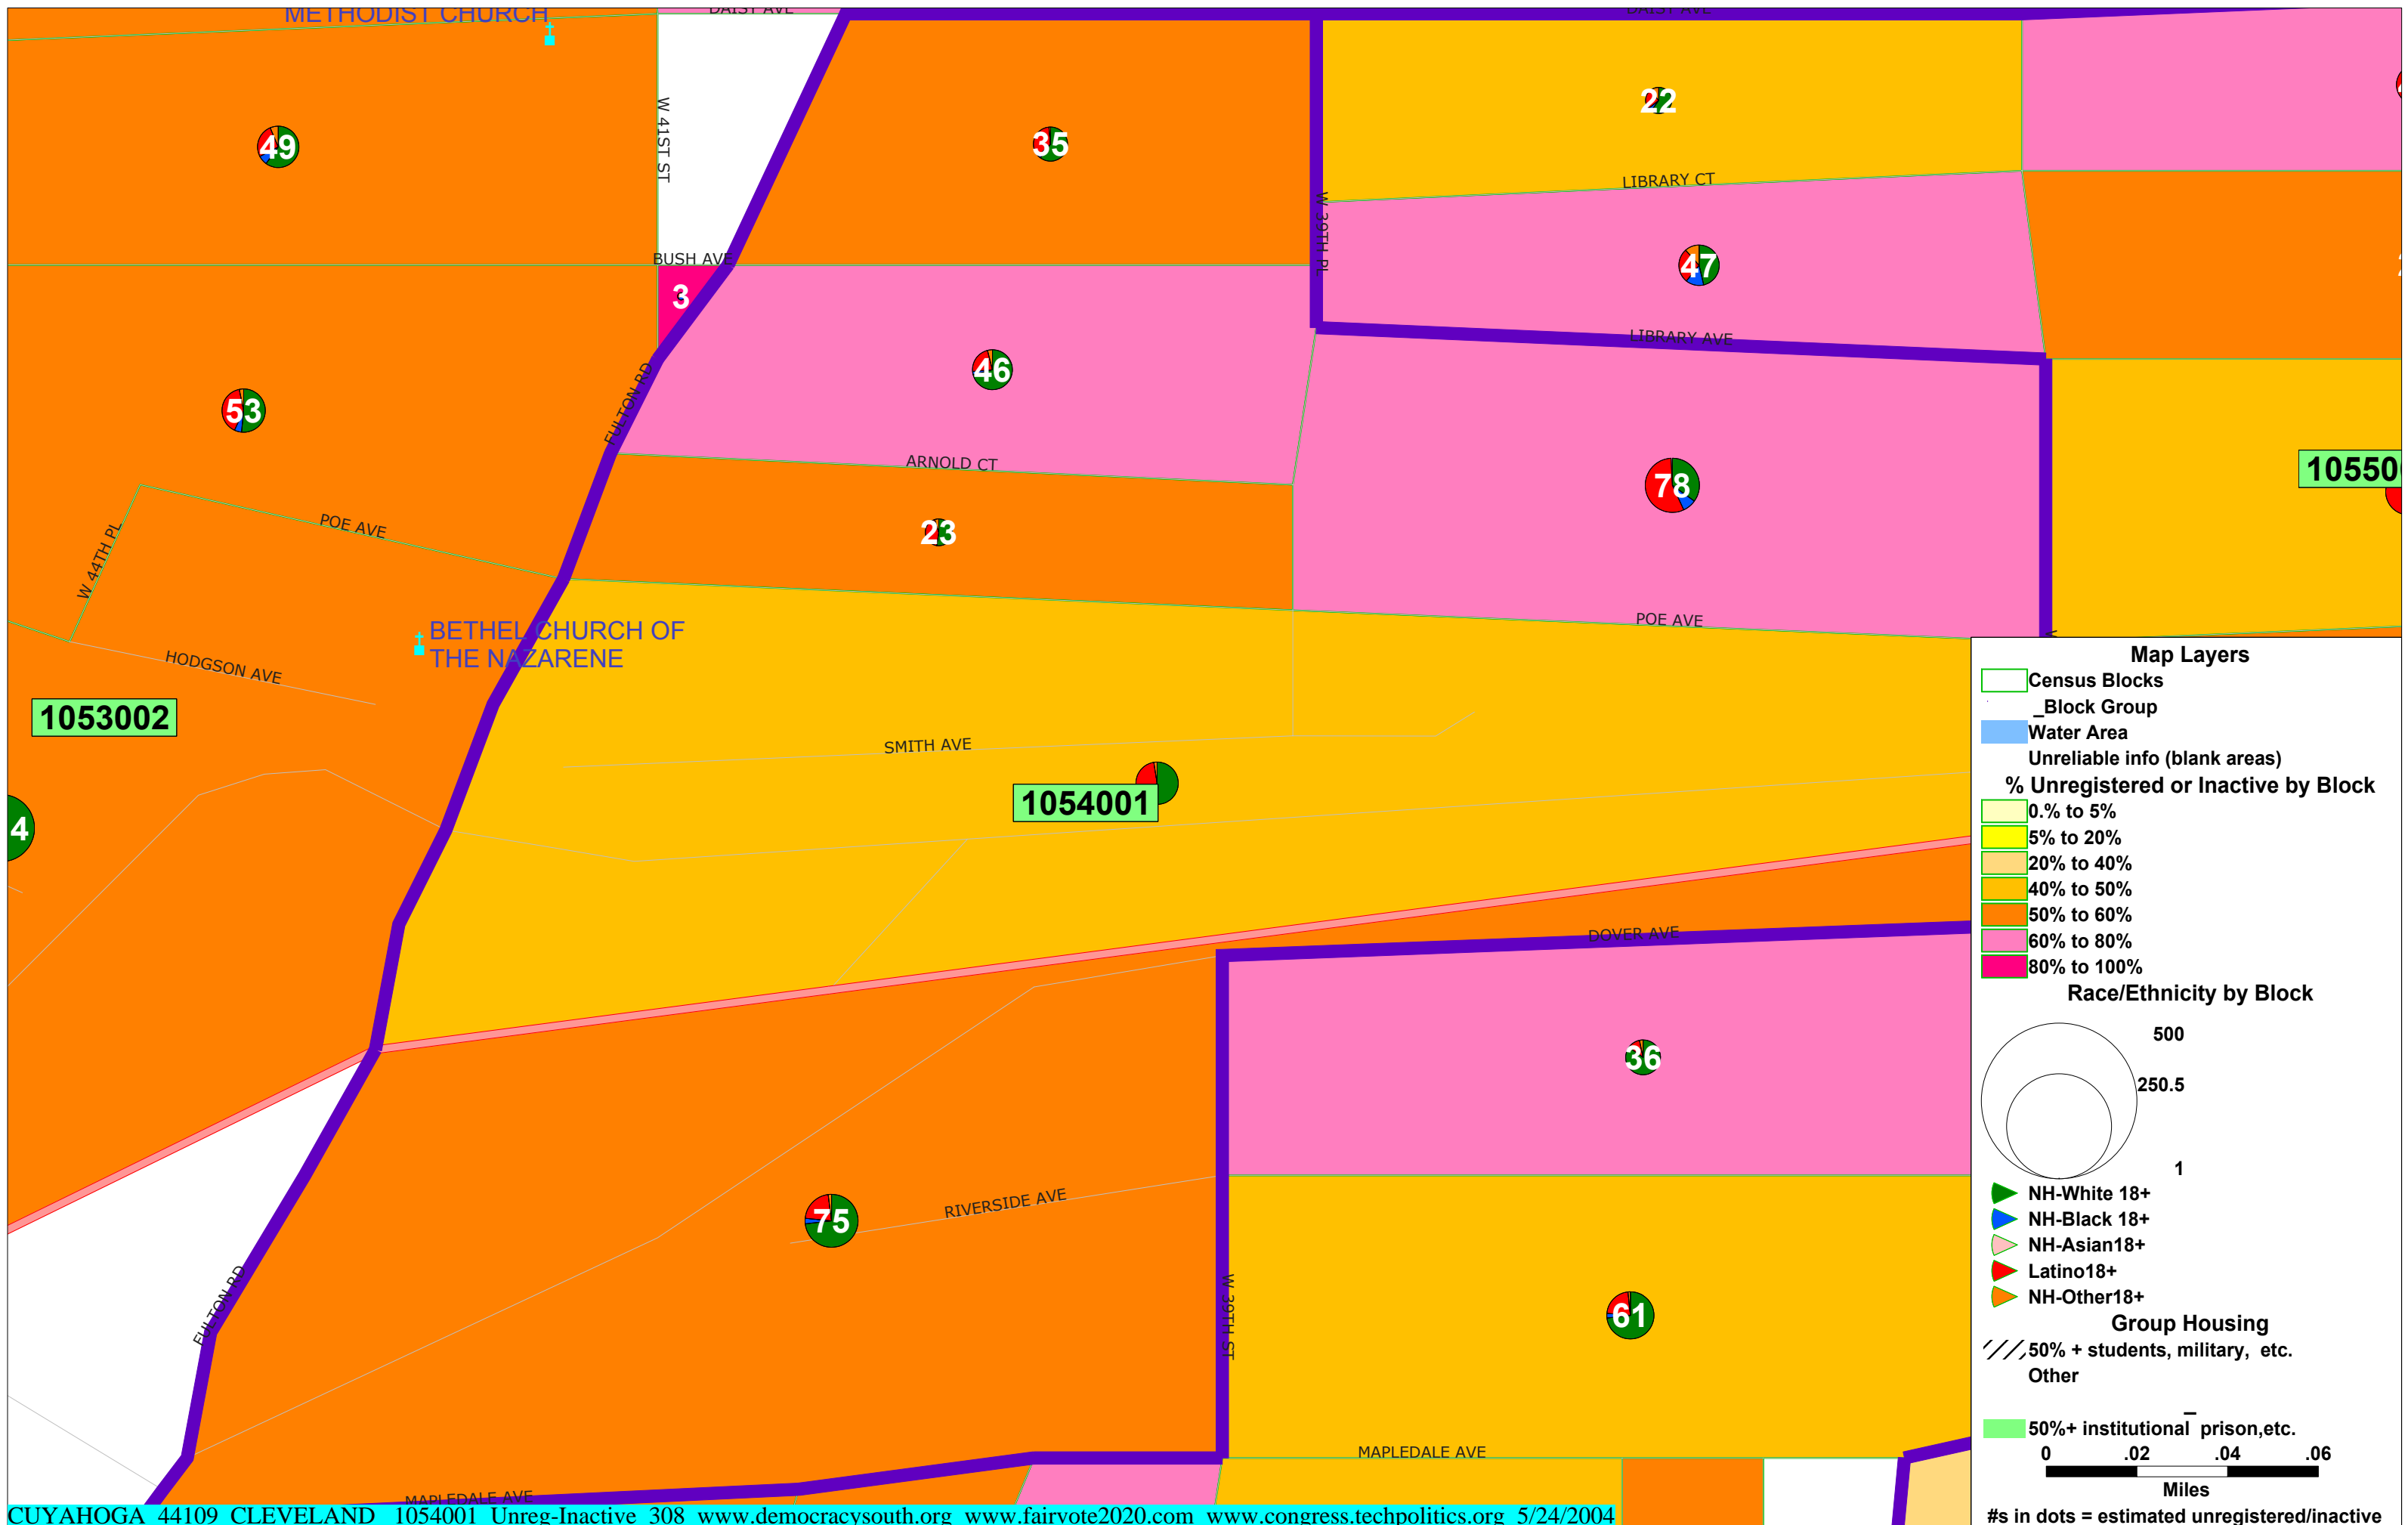 METHODIST CHURCH
DAISY AVE
DAISY AVE
W 41ST ST
49
35
22
LIBRARY CT
W 39TH PL
BUSH AVE
3
47
LIBRARY AVE
46
53
FULTON RD
ARNOLD CT
78
10550
23
POE AVE
W 44TH PL
POE AVE
BETHEL CHURCH OF
THE NAZARENE
HODGSON AVE
1053002
SMITH AVE
1054001
4
DOVER AVE
36
75
RIVERSIDE AVE
FULTON RD
W 39TH ST
61
MAPLEDALE AVE
MAPLEDALE AVE
Map Layers
Census Blocks
_Block Group
Water Area
Unreliable info (blank areas)
% Unregistered or Inactive by Block
0.% to 5%
5% to 20%
20% to 40%
40% to 50%
50% to 60%
60% to 80%
80% to 100%
Race/Ethnicity by Block
500
250.5
1
NH-White 18+
NH-Black 18+
NH-Asian18+
Latino18+
NH-Other18+
Group Housing
50% + students, military, etc.
Other
50%+ institutional prison,etc.
0 .02 .04 .06
Miles
#s in dots = estimated unregistered/inactive
CUYAHOGA 44109 CLEVELAND 1054001 Unreg-Inactive 308 www.democracysouth.org www.fairvote2020.com www.congress.techpolitics.org 5/24/2004